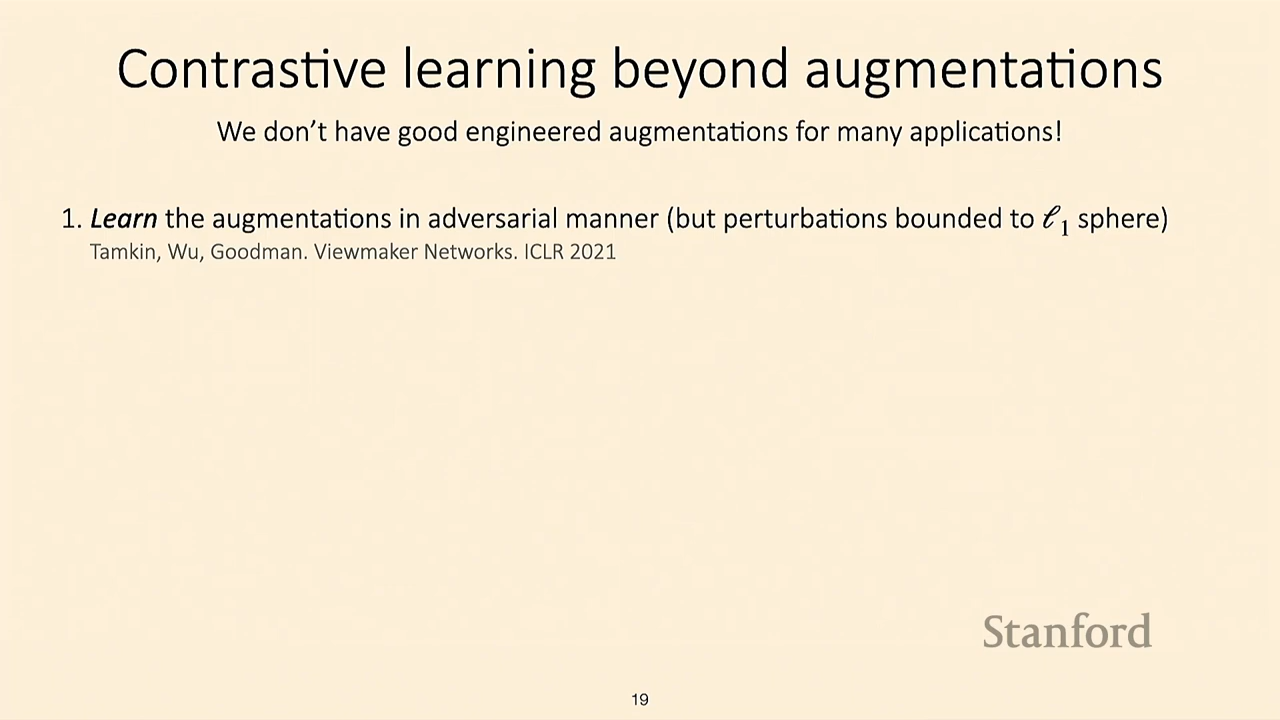 Contrastive learning beyond augmentations
We don't have good engineered augmentations for many applications!
1. Learn the augmentations in adversarial manner (but perturbations bounded to ℓ₁ sphere)
Tamkin, Wu, Goodman. Viewmaker Networks. ICLR 2021
Stanford
19